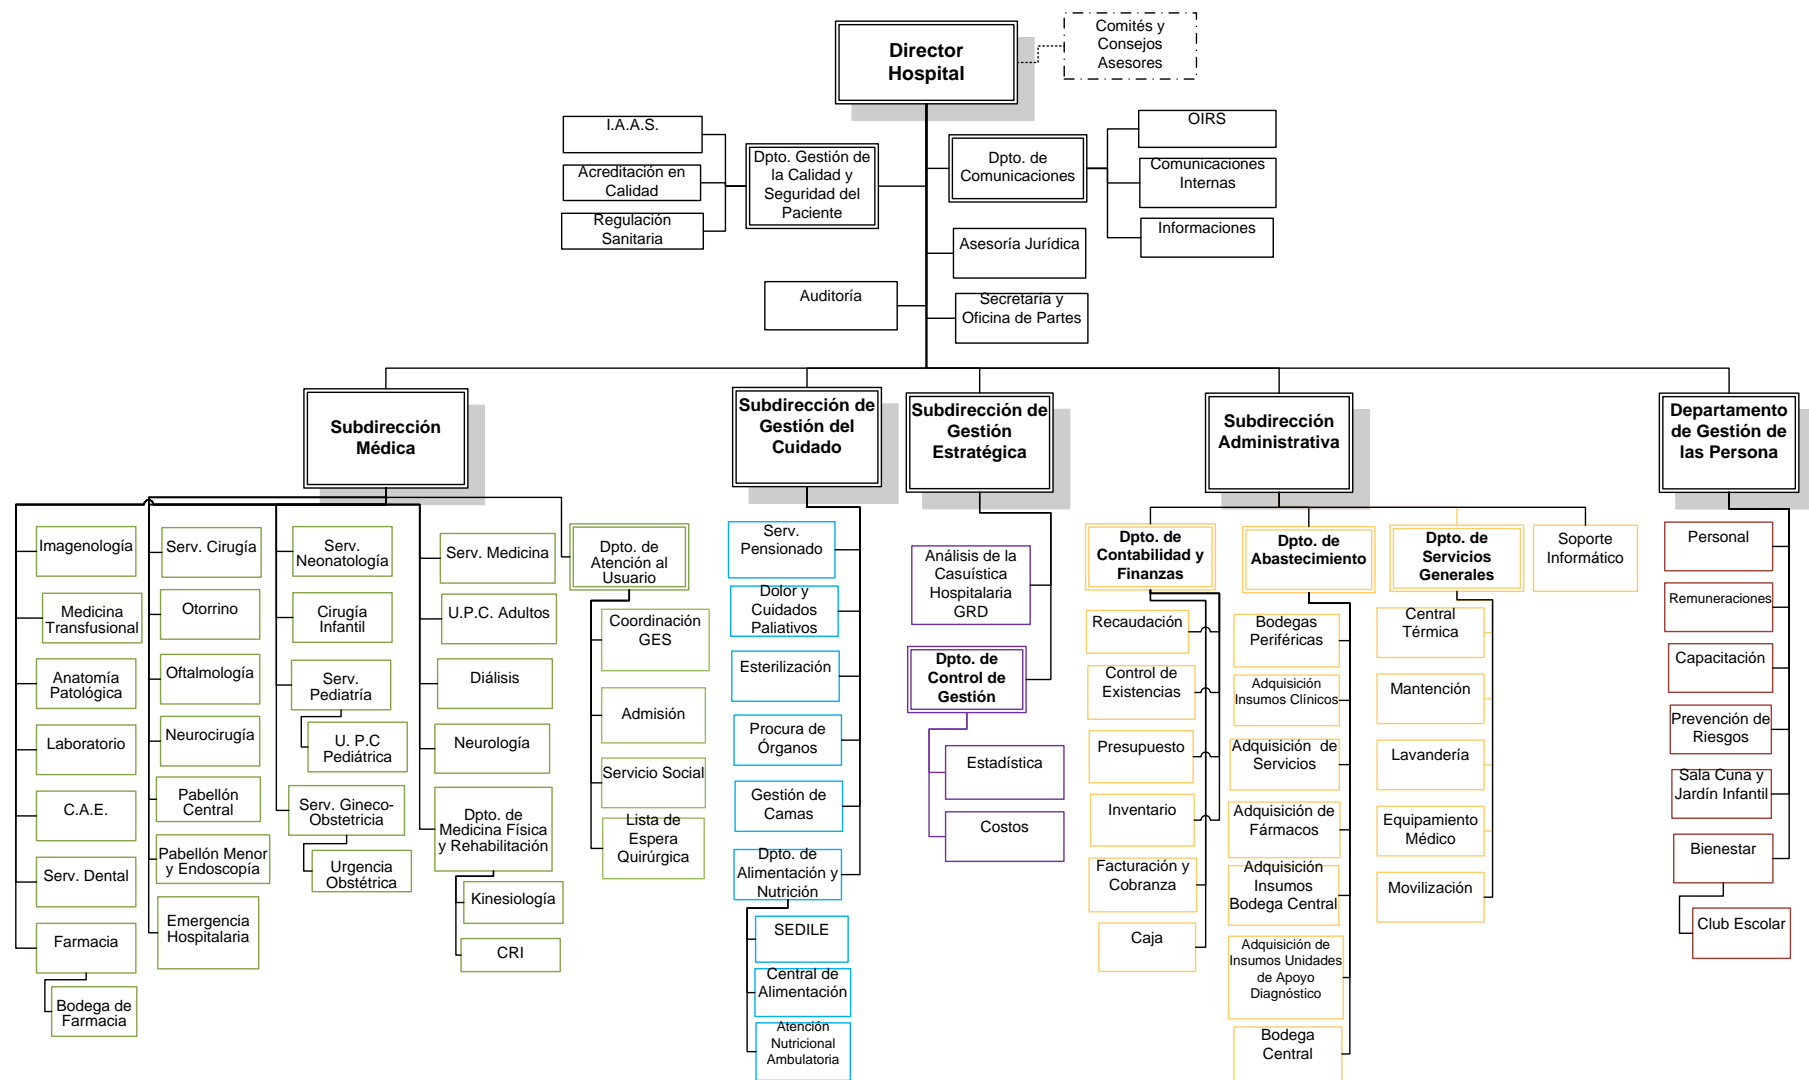 Director
Hospital
Comités y
Consejos
Asesores
I.A.A.S.
Acreditación en
Calidad
Regulación
Sanitaria
Dpto. Gestión de
la Calidad y
Seguridad del
Paciente
Dpto. de
Comunicaciones
OIRS
Comunicaciones
Internas
Informaciones
Asesoría Jurídica
Auditoría
Secretaría y
Oficina de Partes
Subdirección
Médica
Subdirección de
Gestión del
Cuidado
Subdirección de
Gestión
Estratégica
Subdirección
Administrativa
Departamento
de Gestión de
las Persona
Imagenología
Medicina
Transfusional
Anatomía
Patológica
Laboratorio
C.A.E.
Serv. Dental
Farmacia
Bodega de
Farmacia
Serv. Cirugía
Otorrino
Oftalmología
Neurocirugía
Pabellón
Central
Pabellón Menor
y Endoscopía
Emergencia
Hospitalaria
Serv.
Neonatología
Cirugía
Infantil
Serv.
Pediatría
U. P.C
Pediátrica
Serv. Gineco-
Obstetricia
Urgencia
Obstétrica
Serv. Medicina
U.P.C. Adultos
Diálisis
Neurología
Dpto. de
Medicina Física
y Rehabilitación
Kinesiología
CRI
Dpto. de
Atención al
Usuario
Coordinación
GES
Admisión
Servicio Social
Lista de
Espera
Quirúrgica
Serv.
Pensionado
Dolor y
Cuidados
Paliativos
Esterilización
Procura de
Órganos
Gestión de
Camas
Dpto. de
Alimentación y
Nutrición
SEDILE
Central de
Alimentación
Atención
Nutricional
Ambulatoria
Análisis de la
Casuística
Hospitalaria
GRD
Dpto. de
Control de
Gestión
Estadística
Costos
Dpto. de
Contabilidad y
Finanzas
Recaudación
Control de
Existencias
Presupuesto
Inventario
Facturación y
Cobranza
Caja
Dpto. de
Abastecimiento
Bodegas
Periféricas
Adquisición
Insumos Clínicos
Adquisición de
Servicios
Adquisición de
Fármacos
Adquisición
Insumos
Bodega Central
Adquisición de
Insumos Unidades
de Apoyo
Diagnóstico
Bodega
Central
Dpto. de
Servicios
Generales
Central
Térmica
Mantención
Lavandería
Equipamiento
Médico
Movilización
Soporte
Informático
Personal
Remuneraciones
Capacitación
Prevención de
Riesgos
Sala Cuna y
Jardín Infantil
Bienestar
Club Escolar